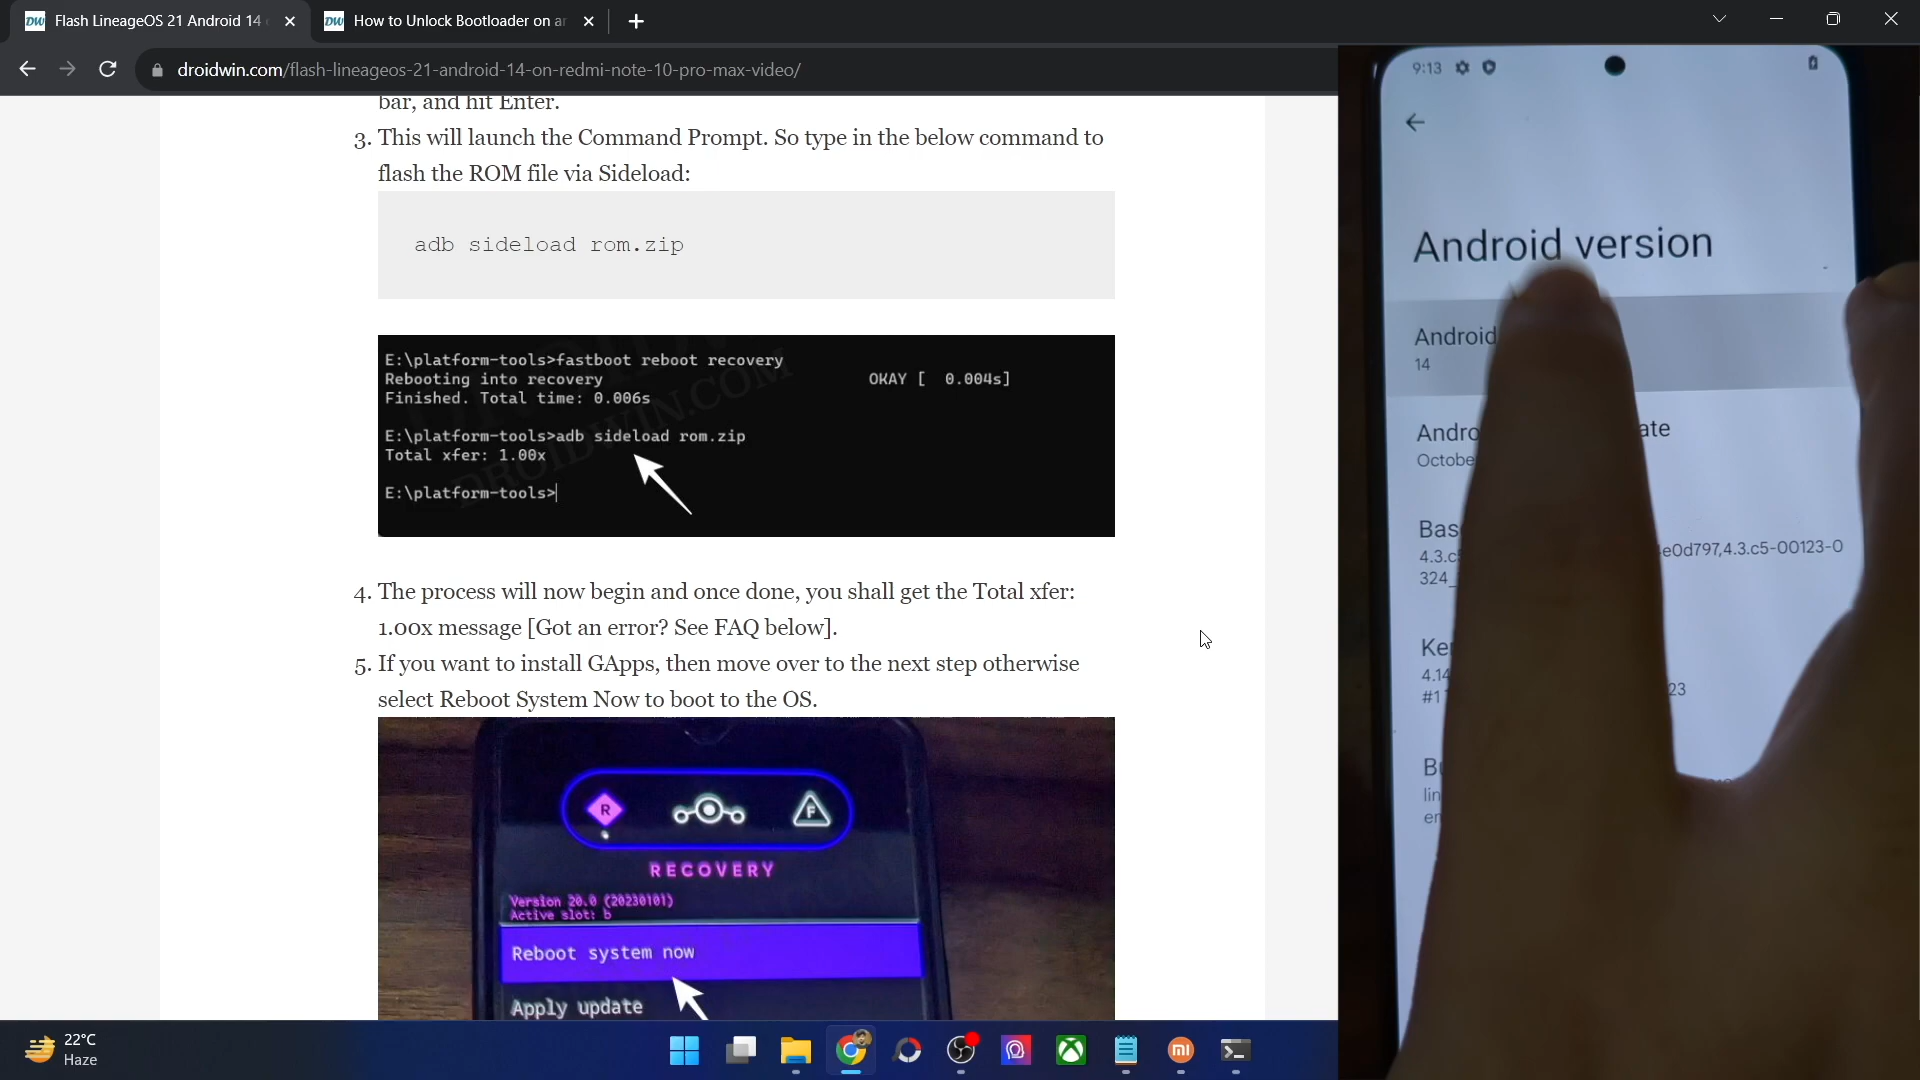 Flash LineageOS 21 Android 14
How to Unlock Bootloader on
droidwin.com/flash-lineageos-21-android-14-on-redmi-note-10-pro-max-video/
bar, and hit Enter.
3. This will launch the Command Prompt. So type in the below command to
flash the ROM file via Sideload:
adb sideload rom.zip
E:\platform-tools>fastboot reboot recovery
Rebooting into recovery OKAY [ 0.004s]
Finished. Total time: 0.006s
E:\platform-tools>adb sideload rom.zip
Total xfer: 1.00x
E:\platform-tools>
DROIDWIN.COM
4. The process will now begin and once done, you shall get the Total xfer:
1.00x message [Got an error? See FAQ below].
5. If you want to install GApps, then move over to the next step otherwise
select Reboot System Now to boot to the OS.
R
F
RECOVERY
Version 20.0 (20230101)
Active slot: b
Reboot system now
Apply update
22°C
Haze
9:13
Android version
Android
14
October
e0d797,4.3.c5-00123-0
324_
4.14
#1
23